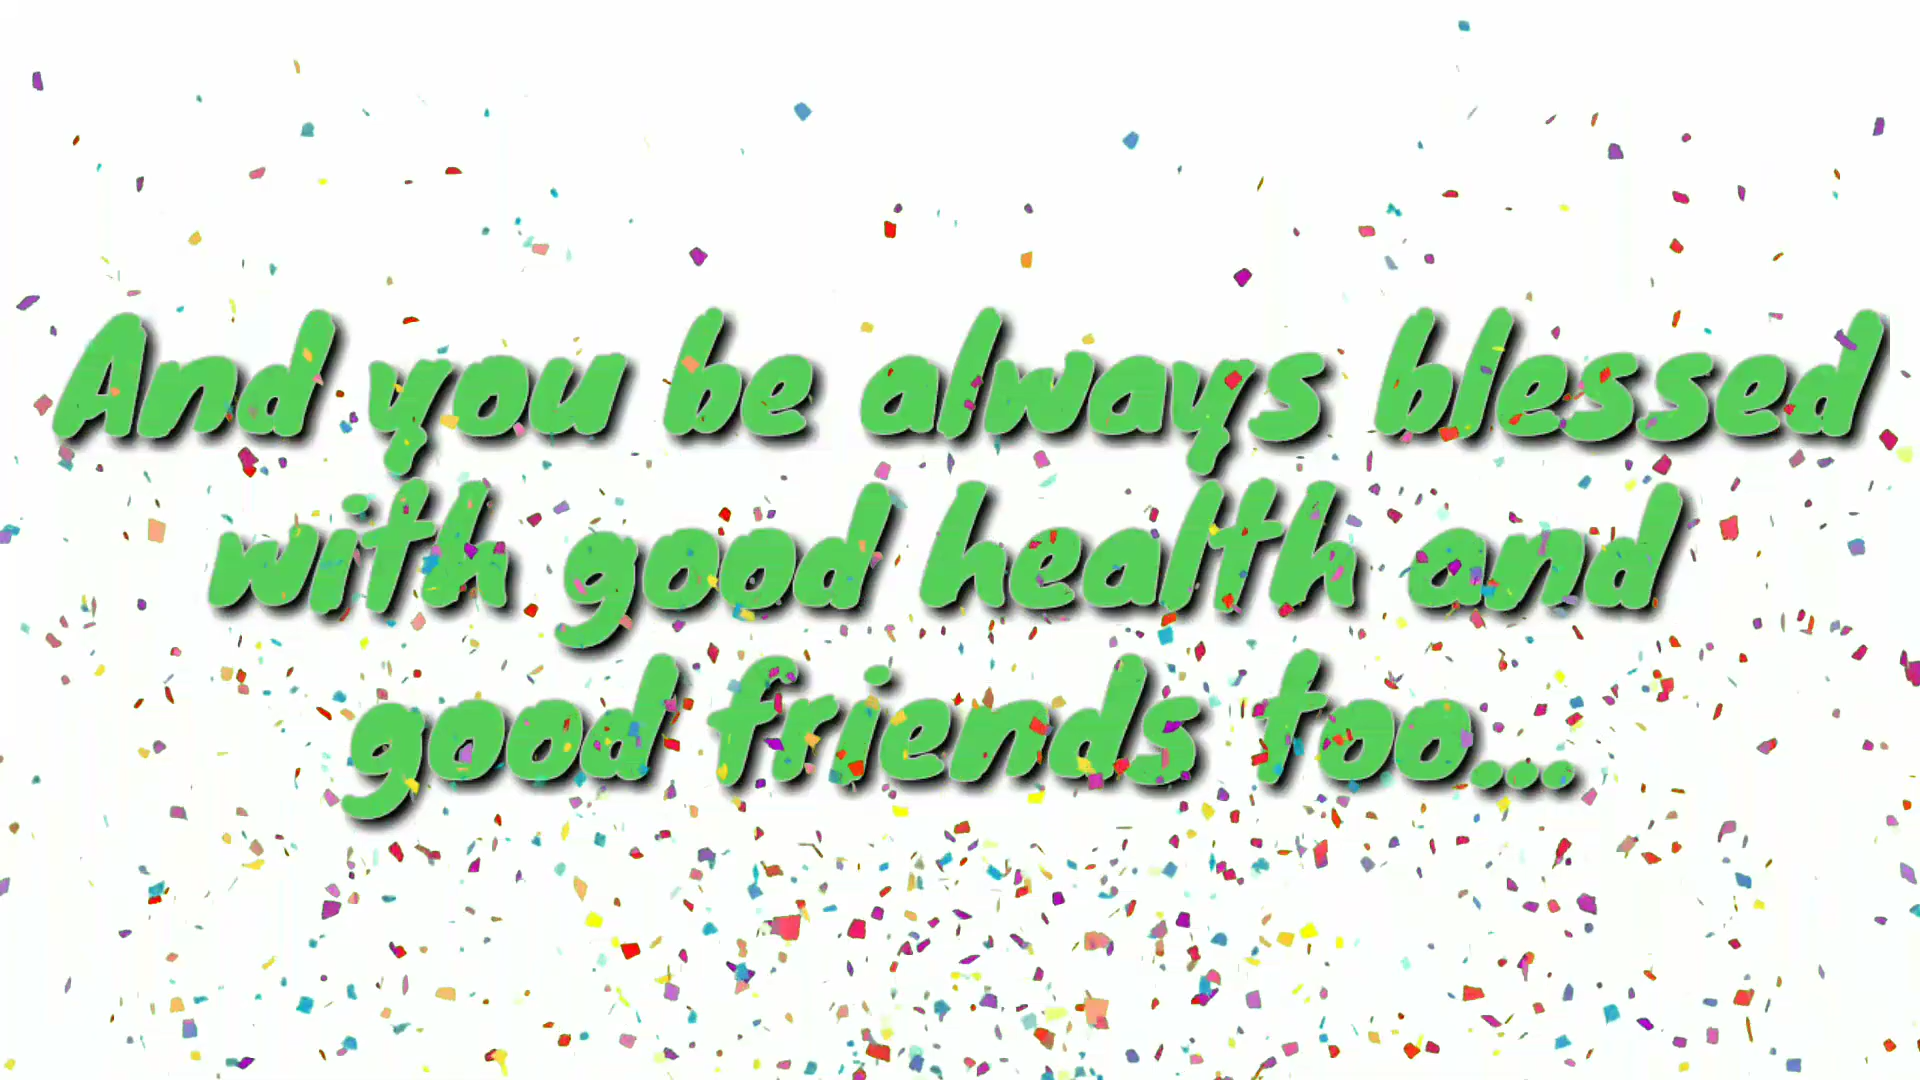 And you be always blessed
with good health and
good friends too...